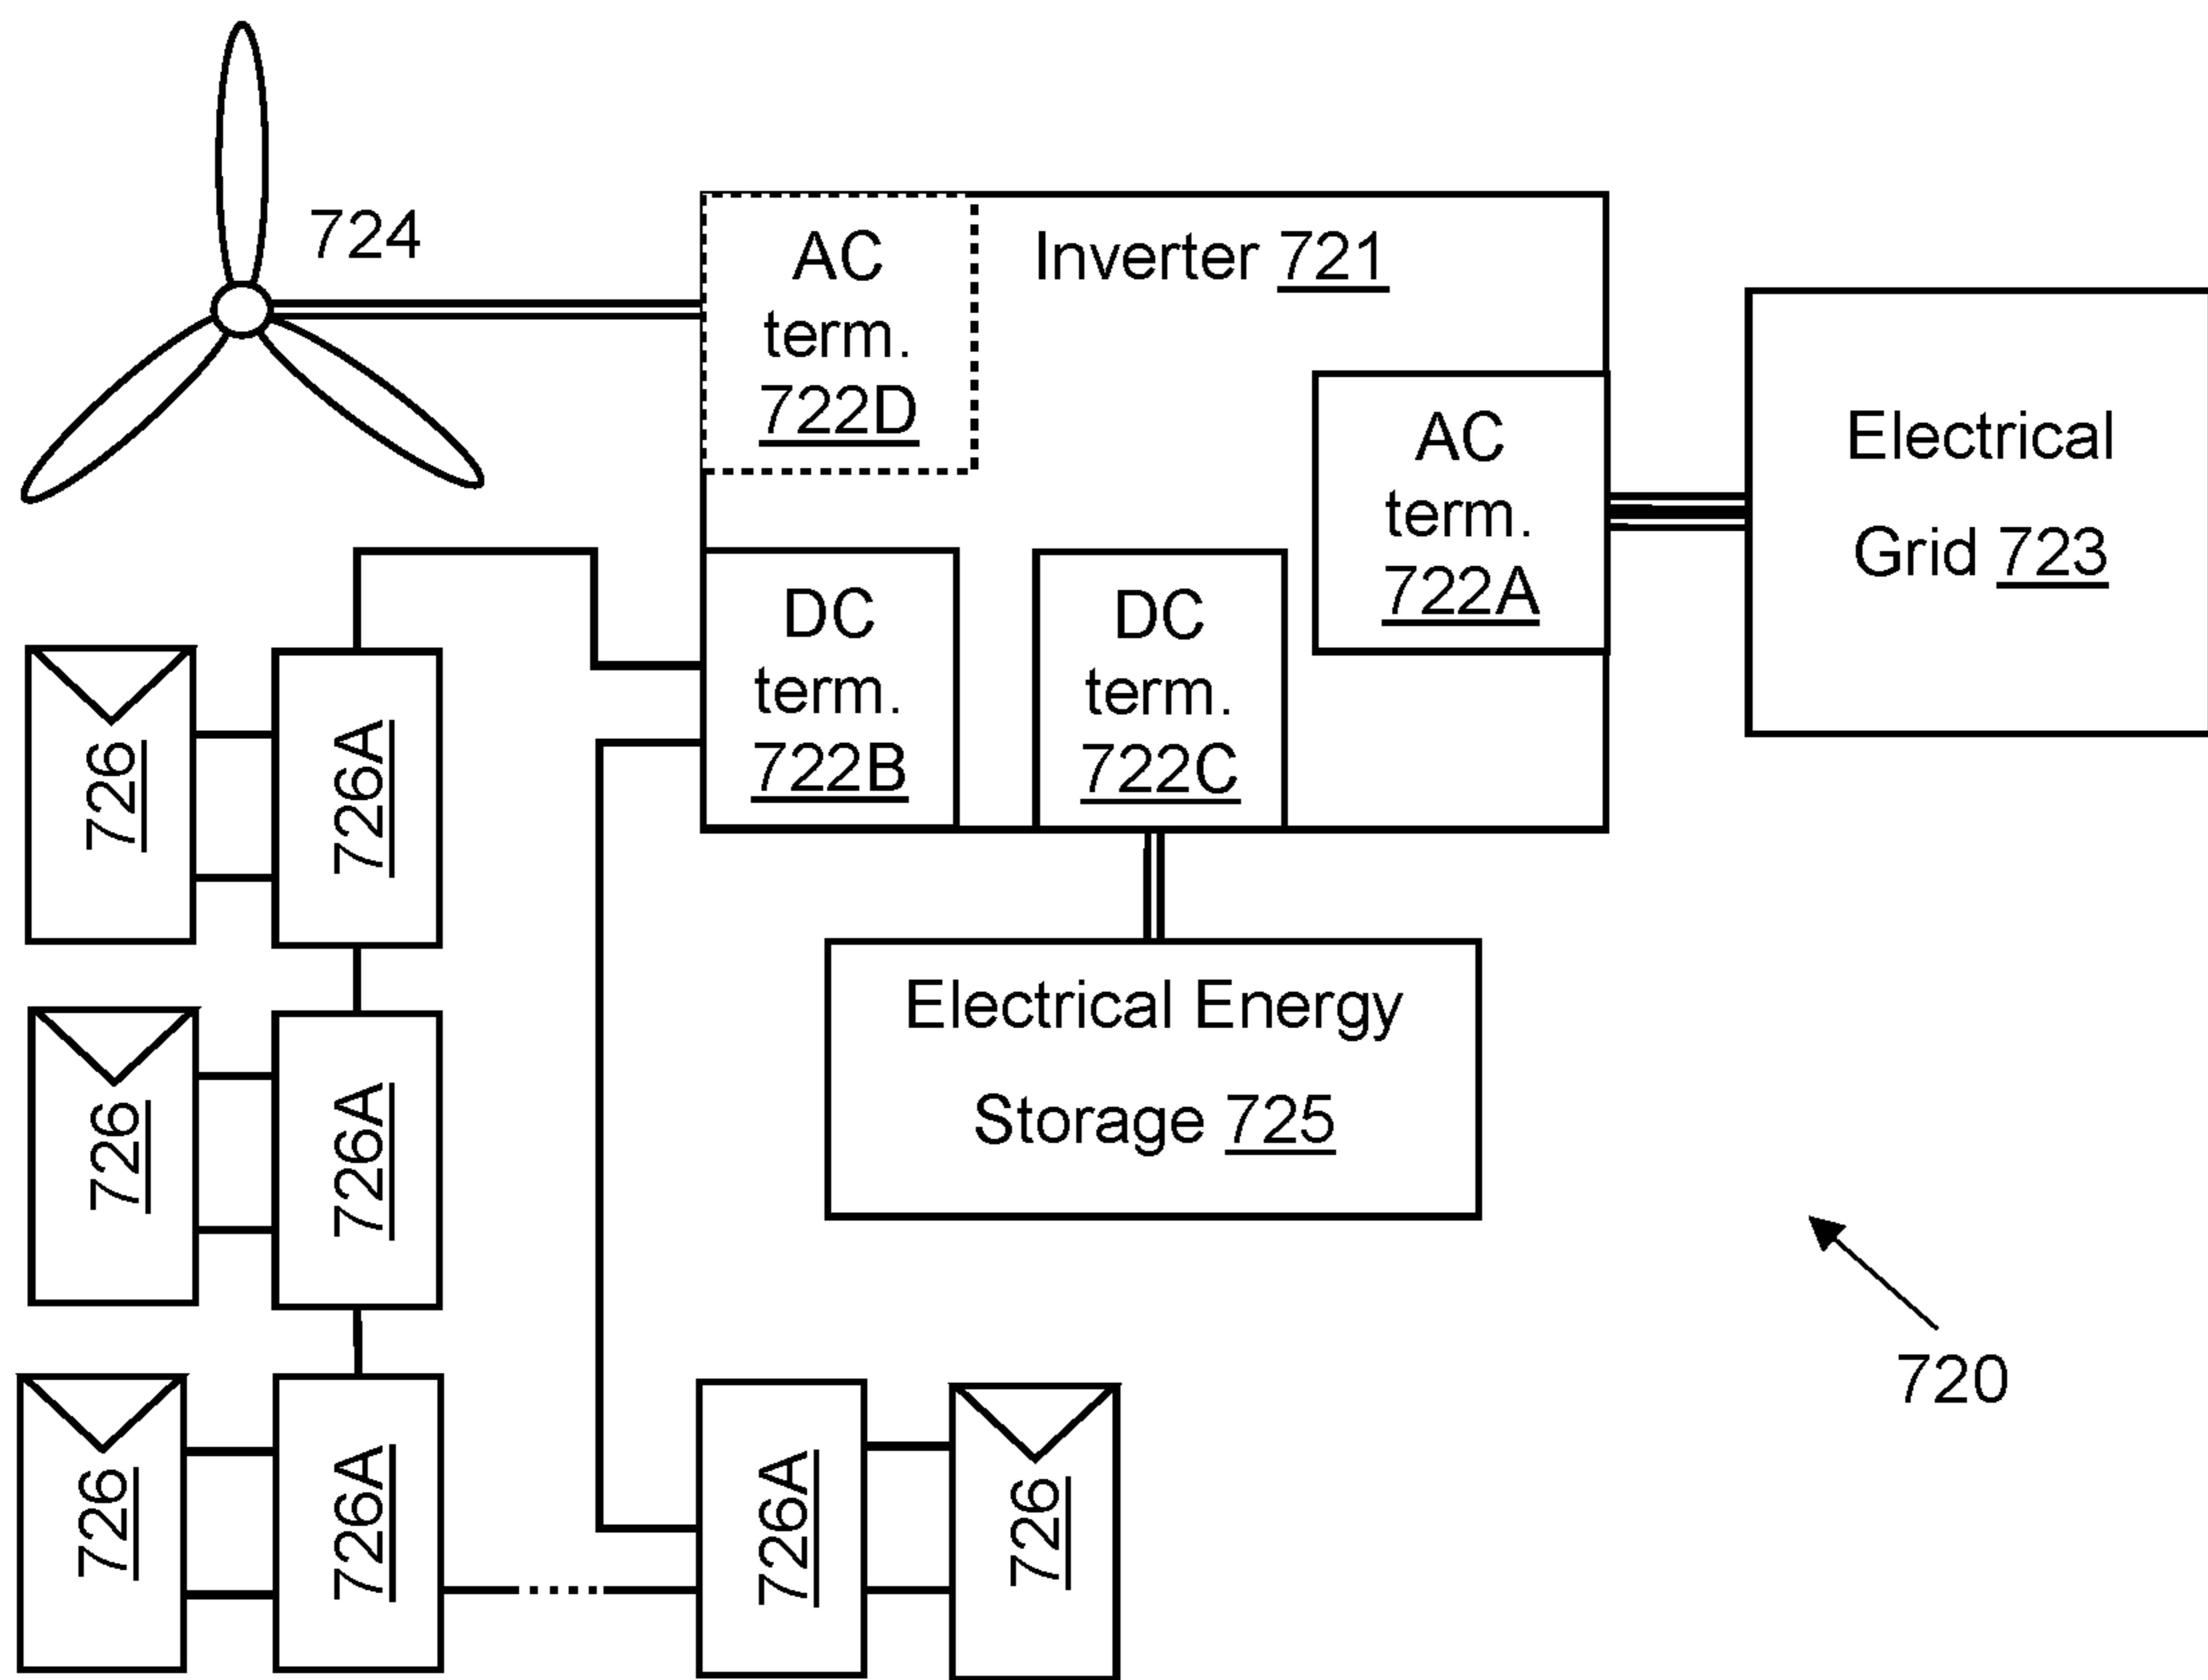 724
AC
term.
722D
Inverter 721
AC
term.
722A
Electrical
Grid 723
DC
term.
722B
DC
term.
722C
726
726A
Electrical Energy
Storage 725
726
726A
720
726
726A
726A
726